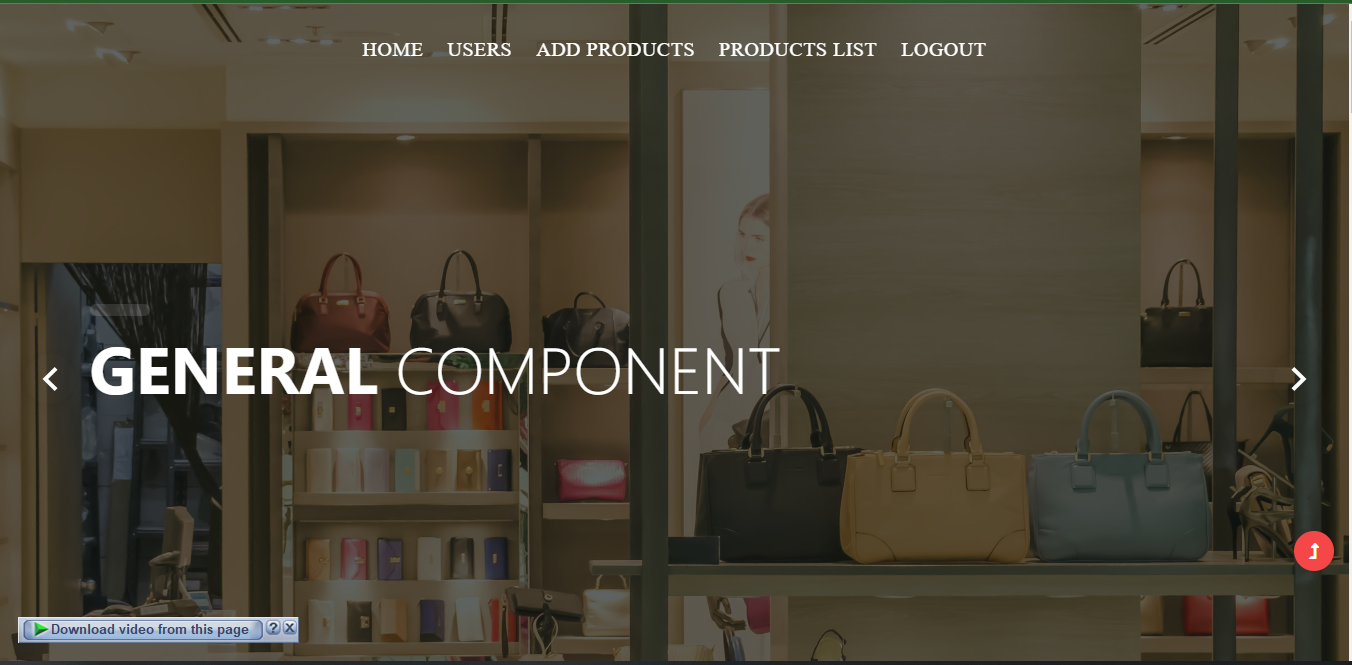 HOME USERS ADD PRODUCTS PRODUCTS LIST LOGOUT
GENERAL COMPONENT
Download video from this page ? X